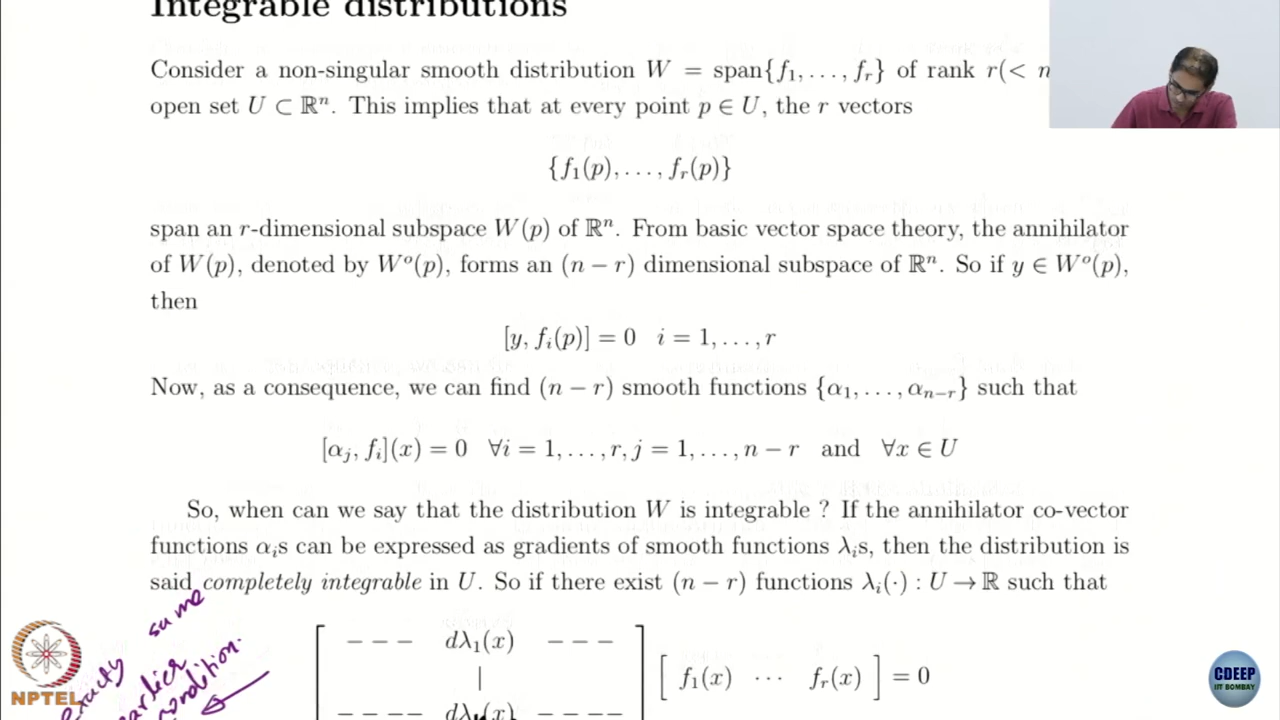 Integrable distributions
Consider a non-singular smooth distribution W = span{f₁, . . . , fᵣ} of rank r(< n
open set U ⊂ ℝⁿ. This implies that at every point p ∈ U, the r vectors
{f₁(p), . . . , fᵣ(p)}
span an r-dimensional subspace W(p) of ℝⁿ. From basic vector space theory, the annihilator
of W(p), denoted by Wᵒ(p), forms an (n − r) dimensional subspace of ℝⁿ. So if y ∈ Wᵒ(p),
then
[y, fᵢ(p)] = 0 i = 1, . . . , r
Now, as a consequence, we can find (n − r) smooth functions {α₁, . . . , αₙ₋ᵣ} such that
[αⱼ, fᵢ](x) = 0 ∀i = 1, . . . , r, j = 1, . . . , n − r and ∀x ∈ U
So, when can we say that the distribution W is integrable ? If the annihilator co-vector
functions αᵢs can be expressed as gradients of smooth functions λᵢs, then the distribution is
said completely integrable in U. So if there exist (n − r) functions λᵢ(·) : U → ℝ such that
[ − − − dλ₁(x) − − −
| ] [ f₁(x) ⋯ fᵣ(x) ] = 0
same
earlier
condition.
NPTEL
CDEEP
IIT BOMBAY